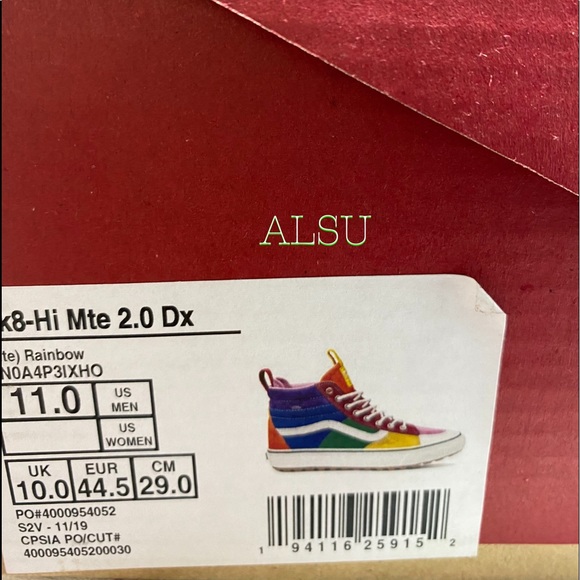 ALSU
k8-Hi Mte 2.0 Dx
te) Rainbow
N0A4P3IXHO
11.0 US MEN
US WOMEN
UK EUR CM
10.0 44.5 29.0
PO#4000954052
S2V - 11/19
CPSIA PO/CUT#
400095405200030
1 94116 25915 2